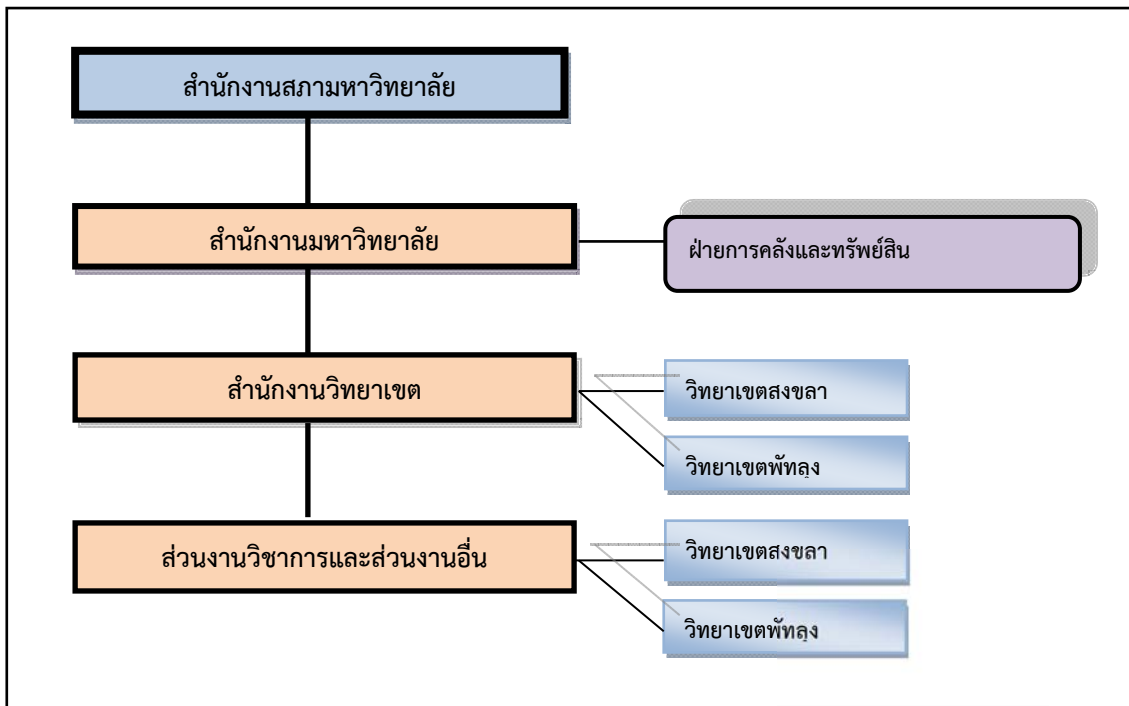 สำนักงานสภามหาวิทยาลัย
สำนักงานมหาวิทยาลัย
ฝ่ายการคลังและทรัพย์สิน
สำนักงานวิทยาเขต
วิทยาเขตสงขลา
วิทยาเขตพัทลุง
ส่วนงานวิชาการและส่วนงานอื่น
วิทยาเขตสงขลา
วิทยาเขตพัทลุง